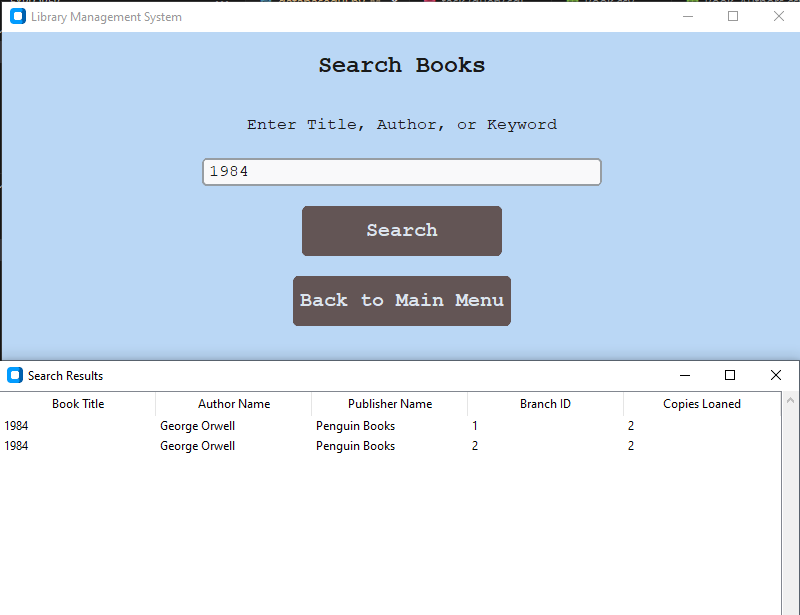 Library Management System
Search Books
Enter Title, Author, or Keyword
1984
Search
Back to Main Menu
Search Results
Book Title Author Name Publisher Name Branch ID Copies Loaned
1984 George Orwell Penguin Books 1 2
1984 George Orwell Penguin Books 2 2